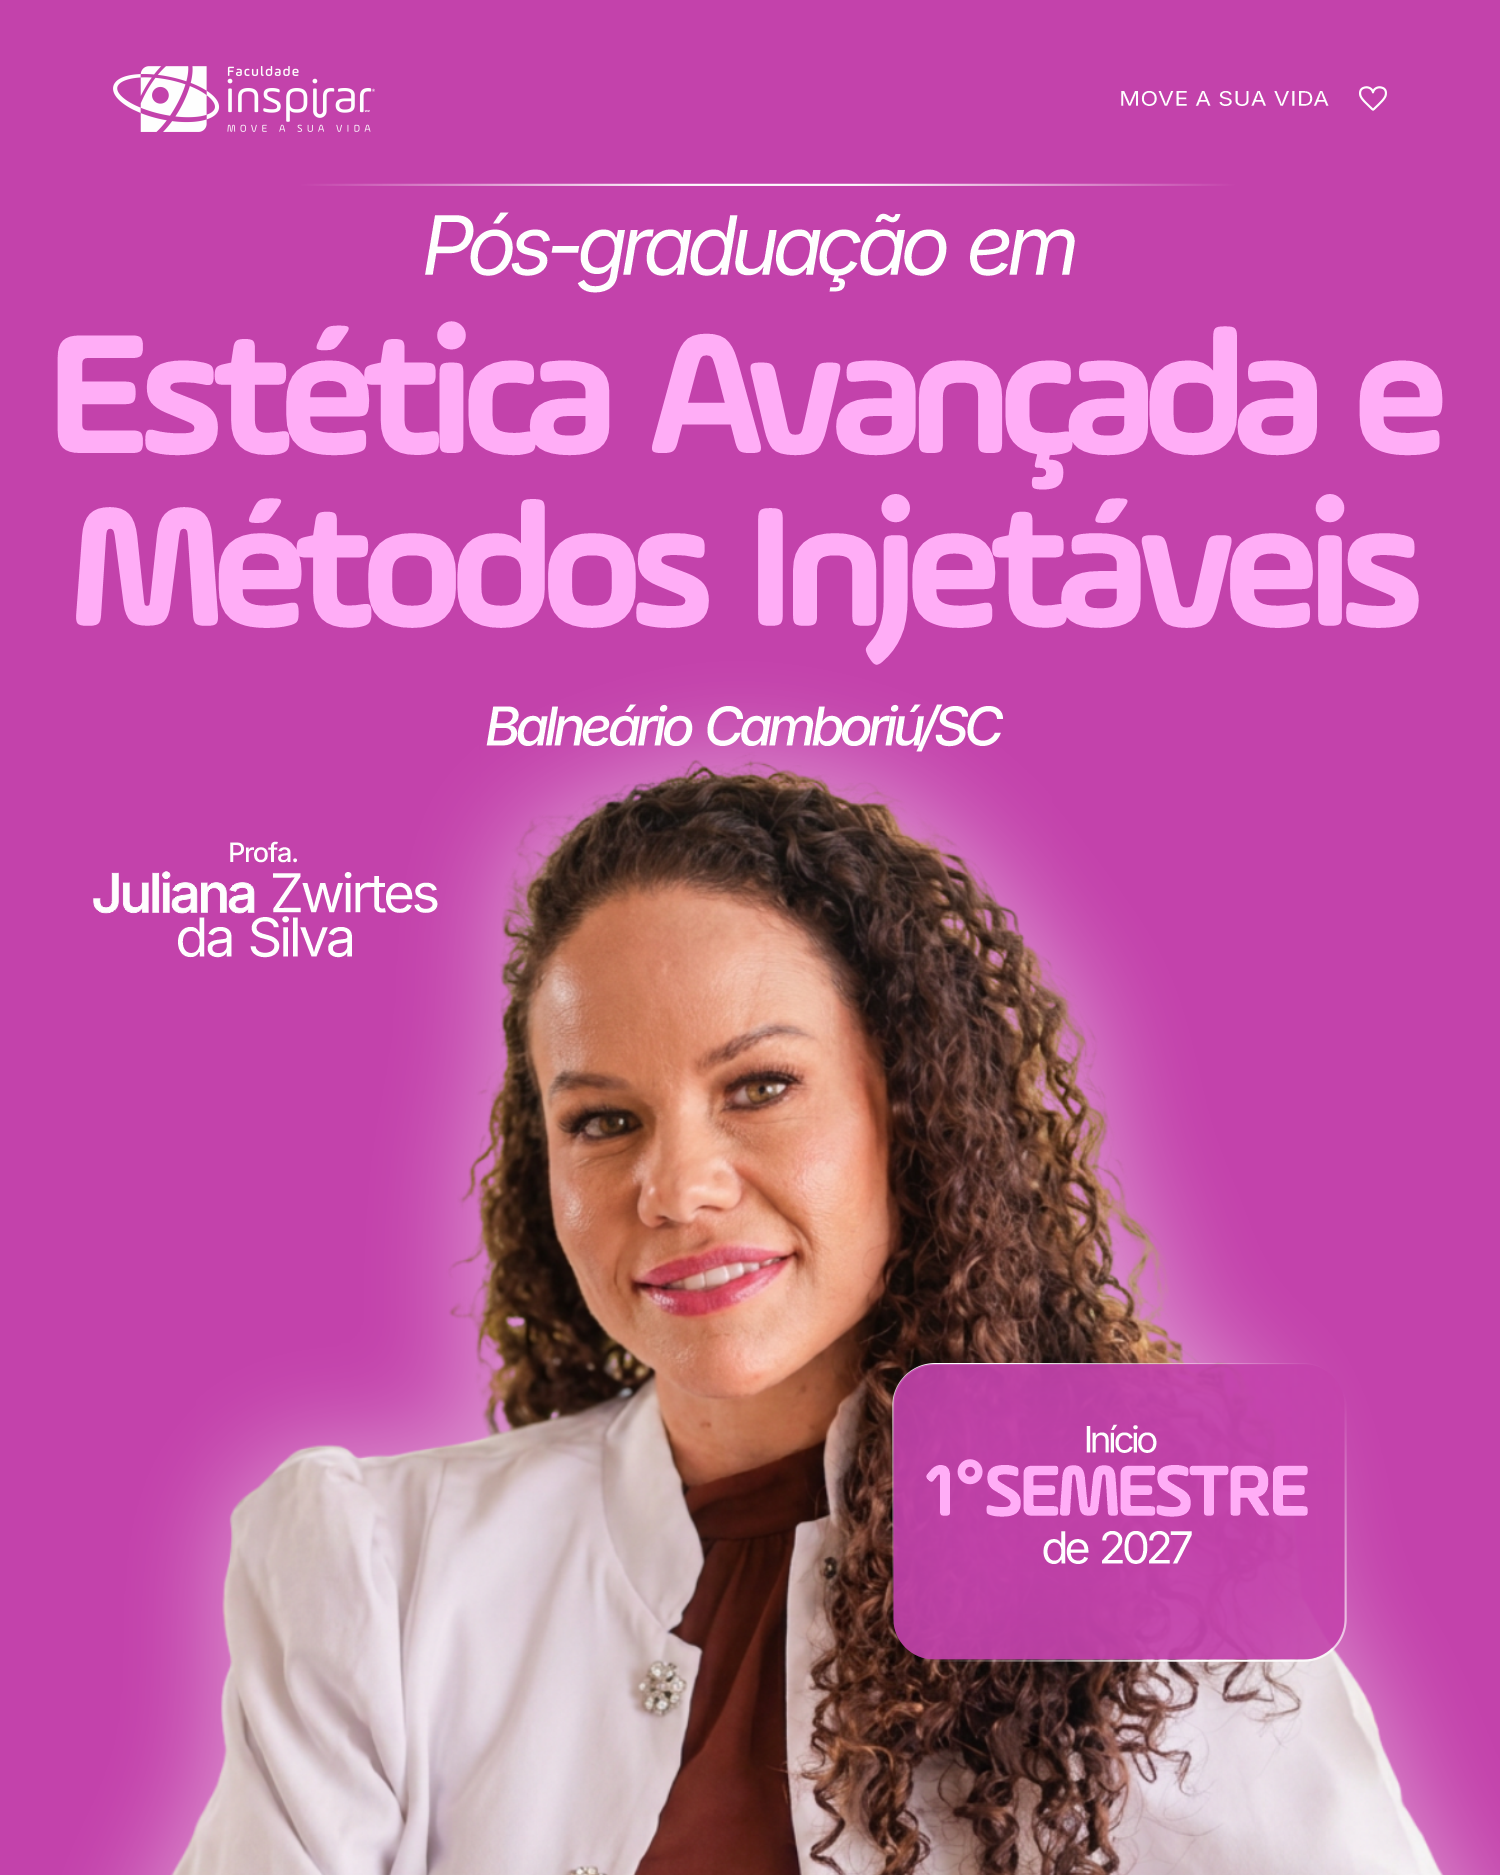 Faculdade
inspirar
MOVE A SUA VIDA
MOVE A SUA VIDA
Pós-graduação em
Estética Avançada e
Métodos Injetáveis
Balneário Camboriú/SC
Profa.
Juliana Zwirtes
da Silva
Início
1°SEMESTRE
de 2027